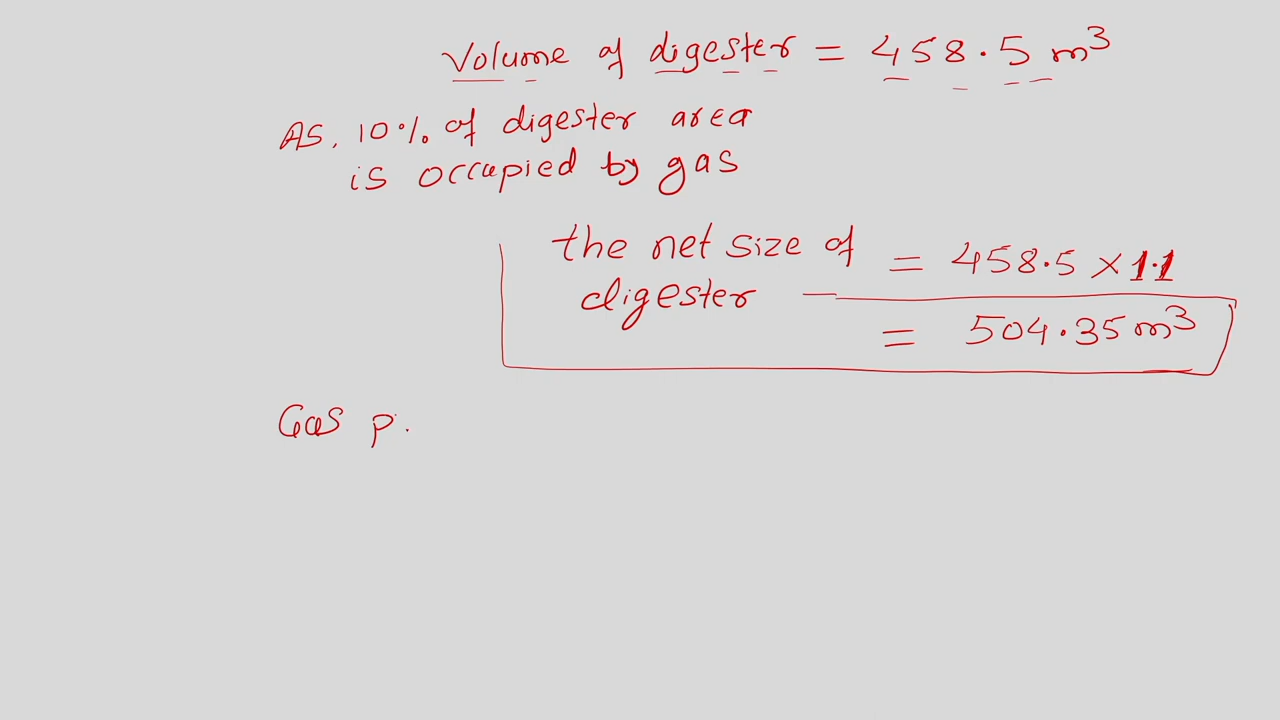 Volume of digester = 458.5 m³
As, 10% of digester area
is occupied by gas
the net size of
digester
= 458.5 × 1.1
= 504.35 m³
Gas p.